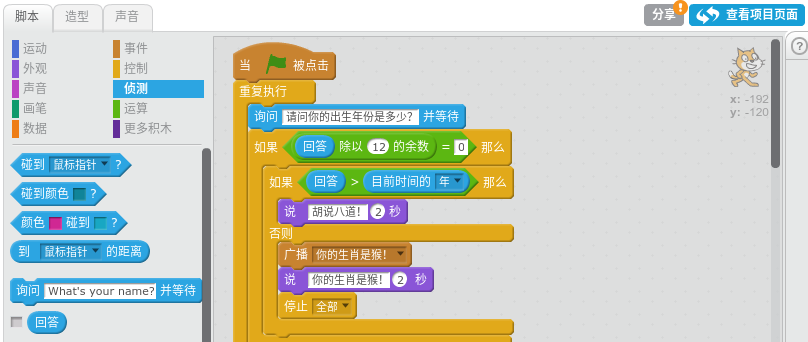 脚本 造型 声音
分享 ! 查看项目页面
运动 事件
外观 控制
声音 侦测
画笔 运算
数据 更多积木
碰到 鼠标指针 ?
碰到颜色 ?
颜色 碰到 ?
到 鼠标指针 的距离
询问 What's your name? 并等待
回答
当 被点击
重复执行
询问 请问你的出生年份是多少? 并等待
如果 回答 除以 12 的余数 = 0 那么
如果 回答 > 目前时间的 年 那么
说 胡说八道! 2 秒
否则
广播 你的生肖是猴!
说 你的生肖是猴! 2 秒
停止 全部
x: -192
y: -120
?